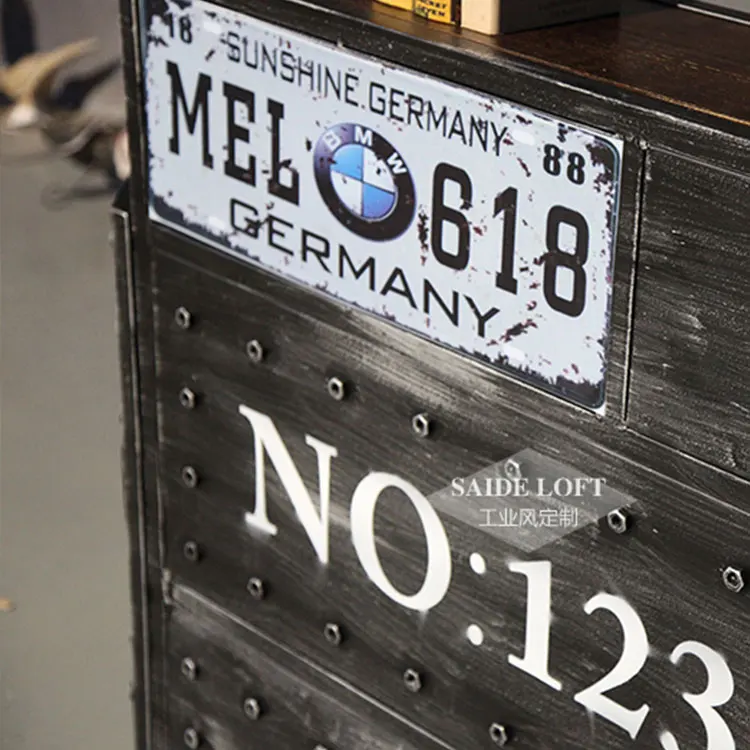 18
SUNSHINE.GERMANY
88
MEL BMW 618
GERMANY
SAIDE LOFT
工业风定制
NO:123